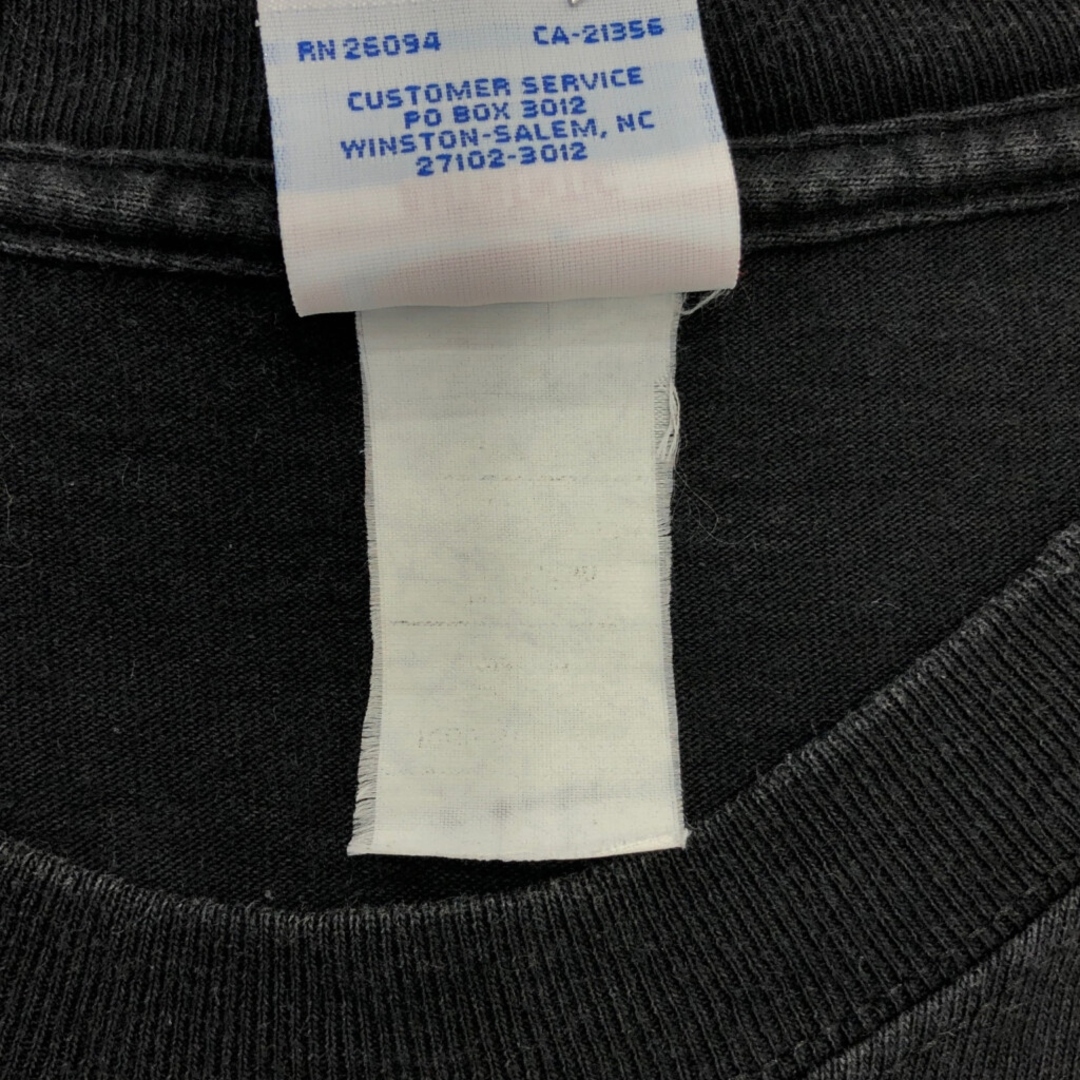 RN 26094 CA-21356
CUSTOMER SERVICE
PO BOX 3012
WINSTON-SALEM, NC
27102-3012